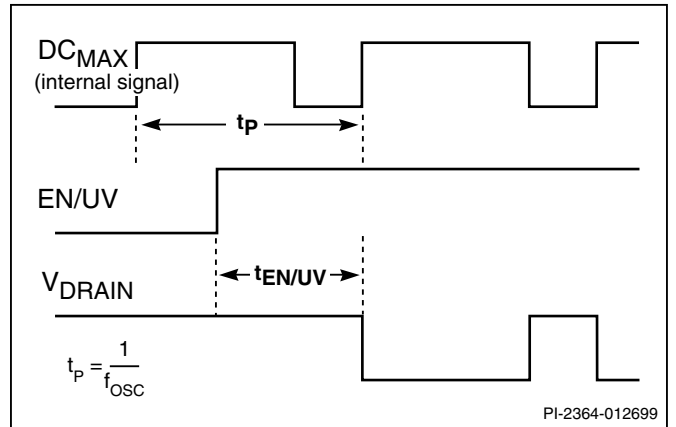 DCMAX
(internal signal)
tP
EN/UV
tEN/UV
VDRAIN
tP = 1/fOSC
PI-2364-012699